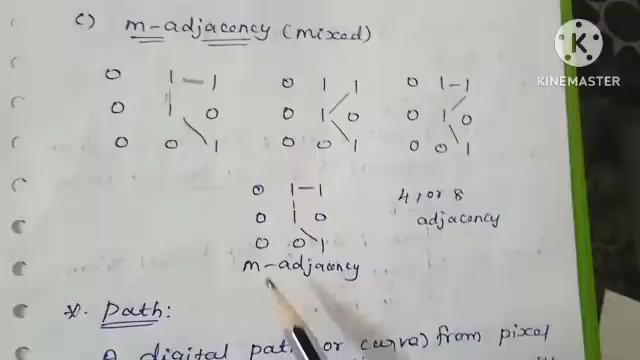 c) m-adjacency (mixed)
KINEMASTER
0 1 1 0 1 1 0 1 1
0 1 0 0 1 0 0 1 0
0 0 1 0 0 1 0 0 1
0 1 1
0 1 0
0 0 1
4, or 8
adjacency
m-adjacency
Path:
A digital path or curve) from pixel